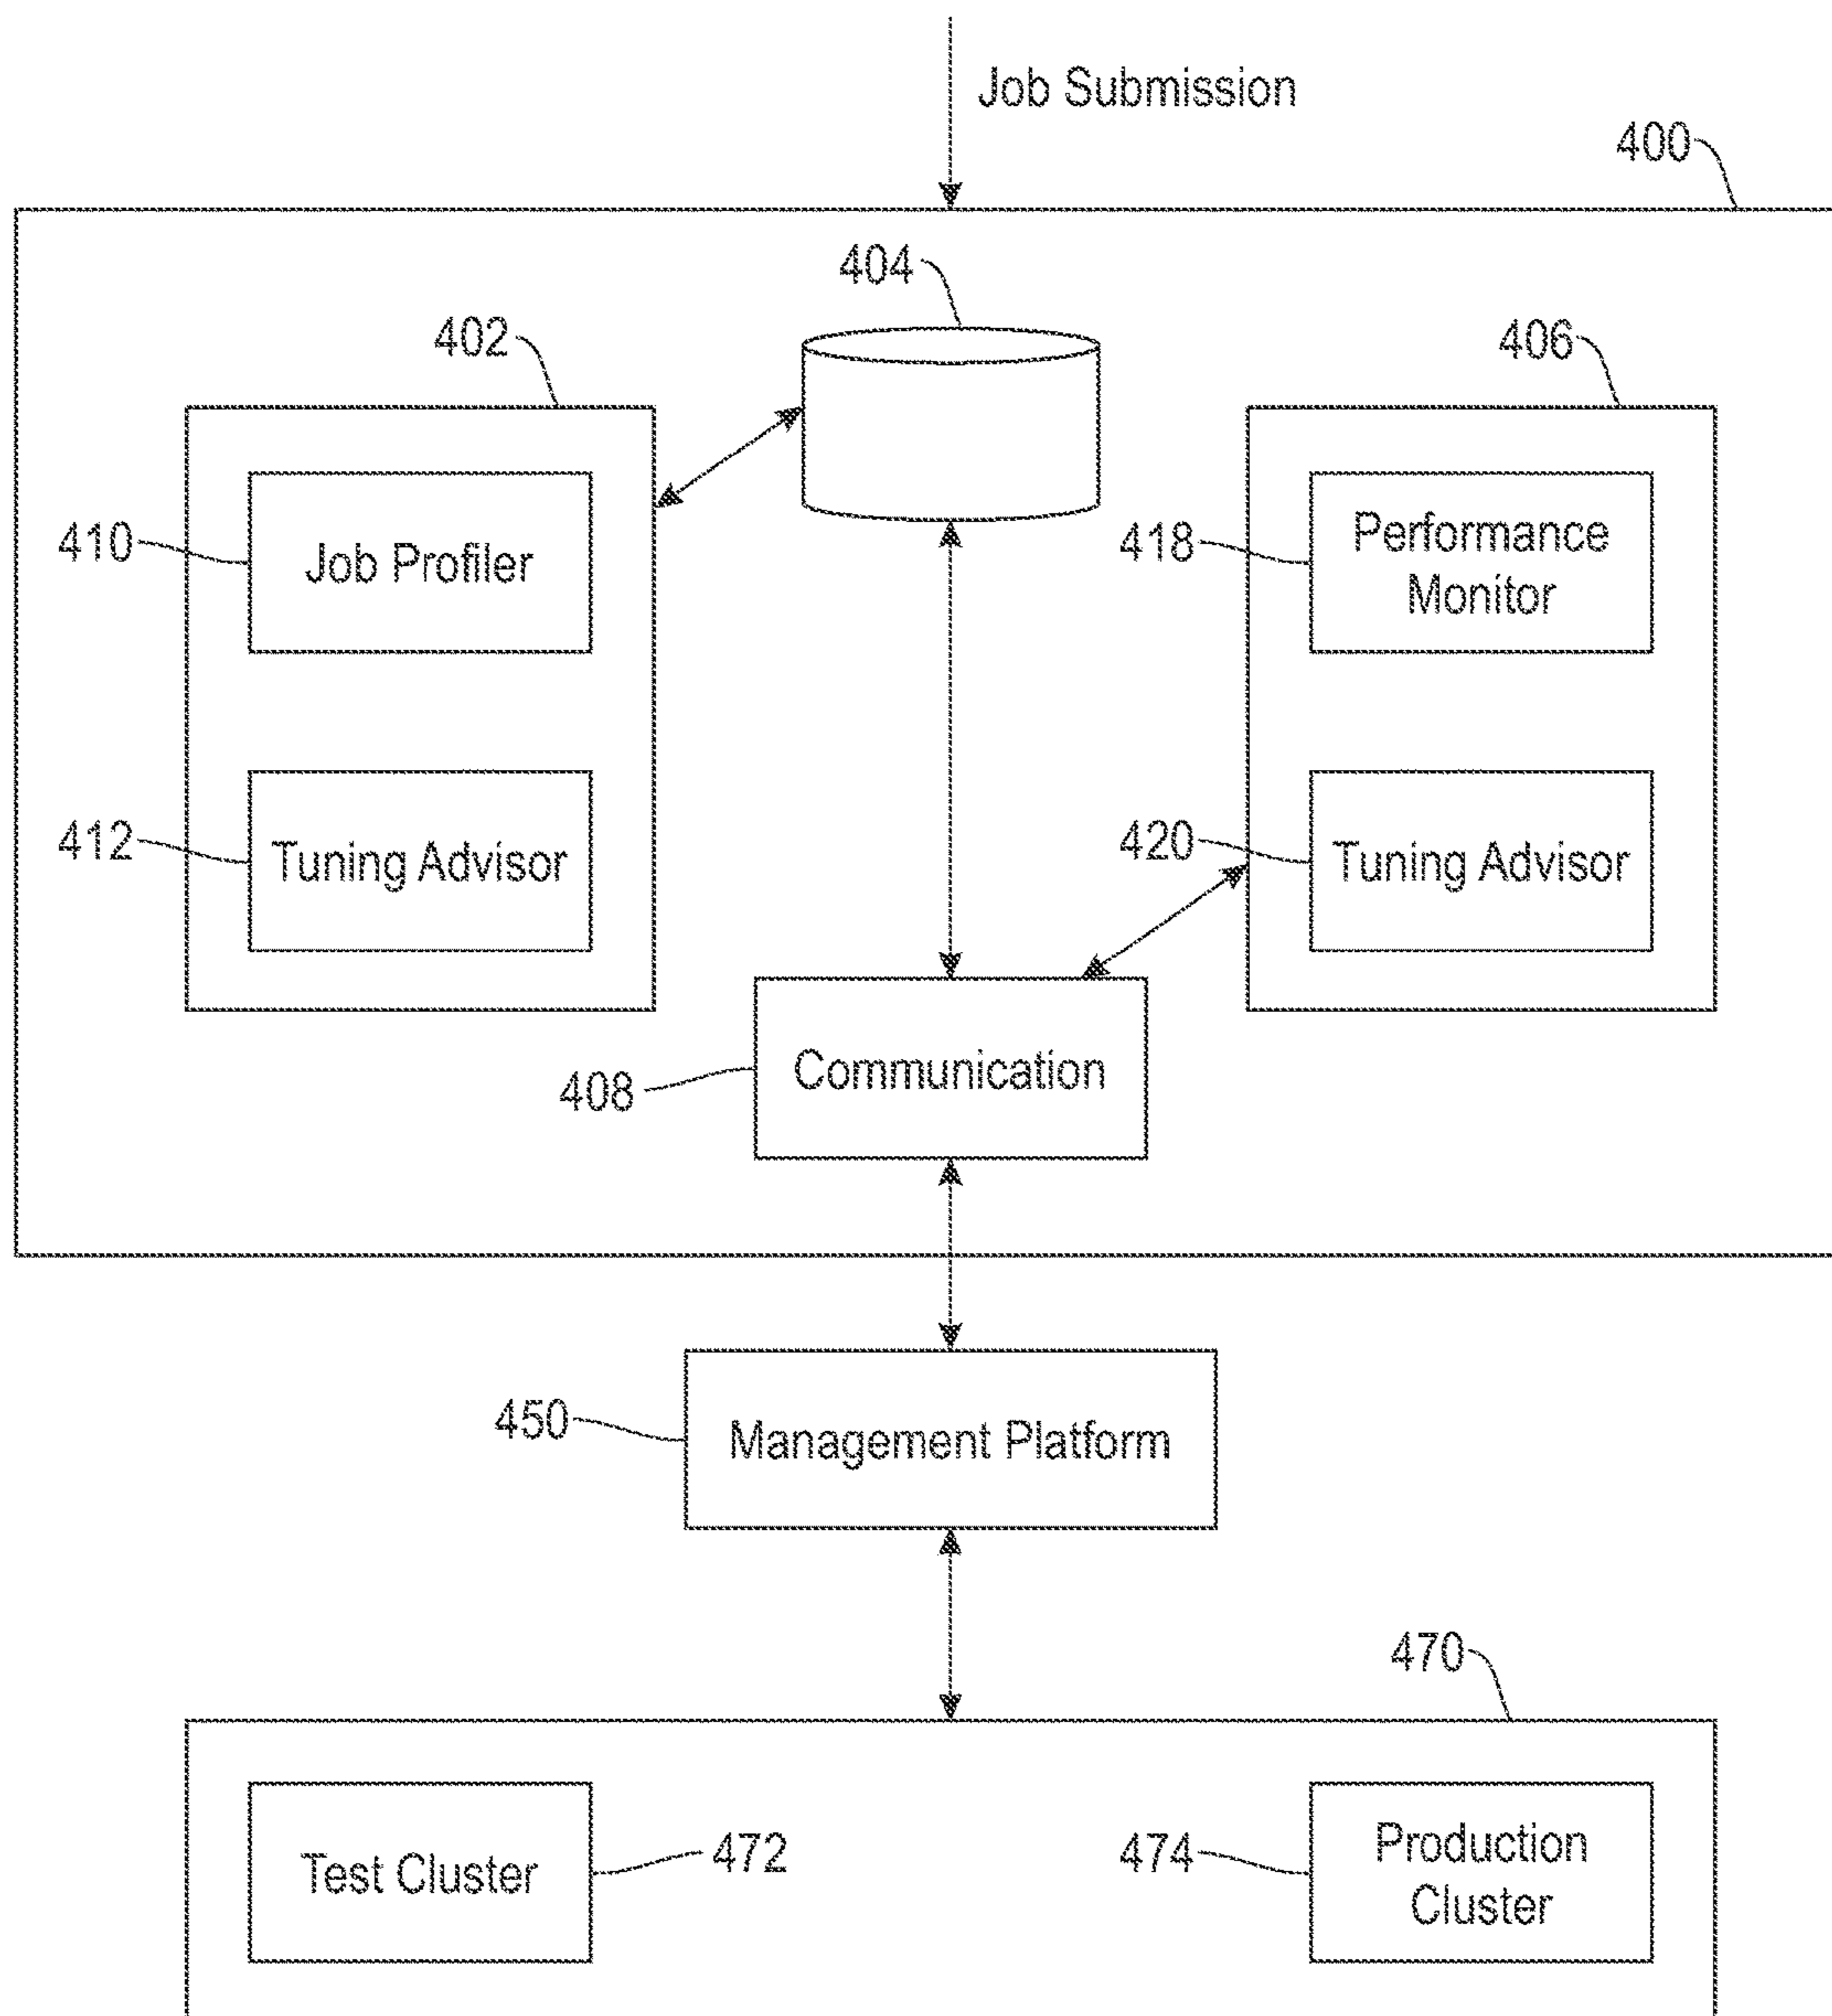 Job Submission
400
404
402
406
410
Job Profiler
418
Performance
Monitor
412
Tuning Advisor
420
Tuning Advisor
408
Communication
450
Management Platform
470
Test Cluster
472
474
Production
Cluster